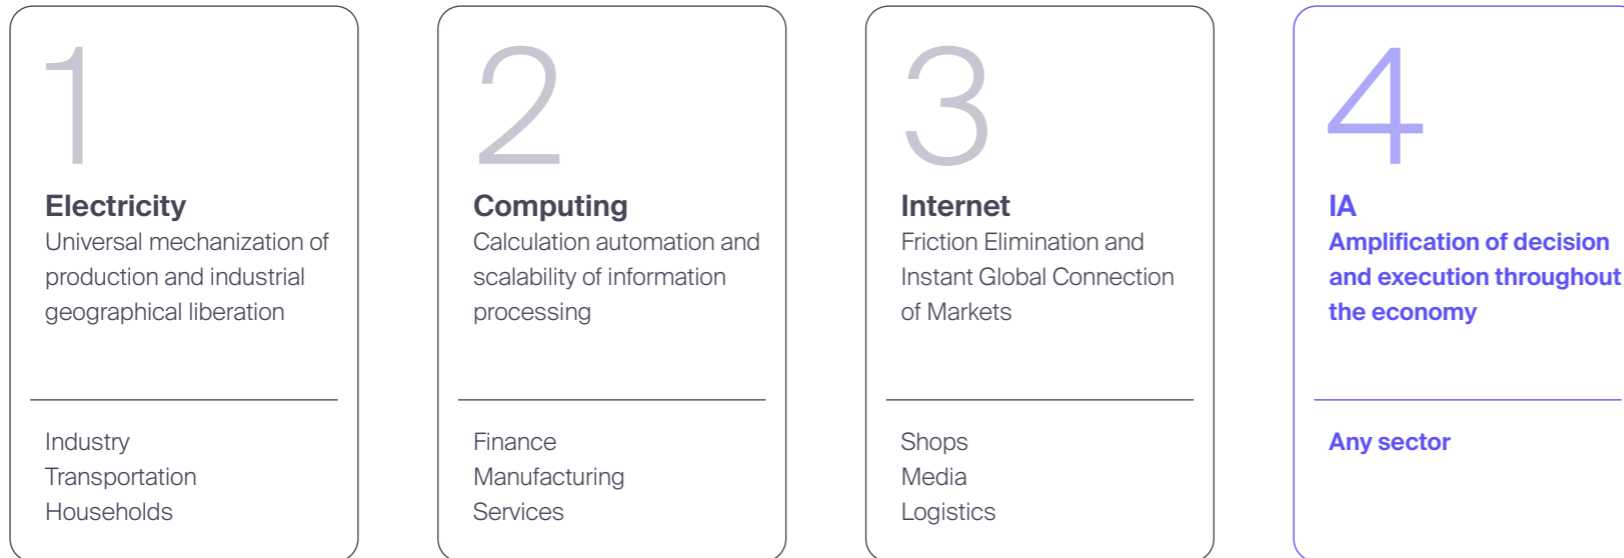 1
Electricity
Universal mechanization of
production and industrial
geographical liberation
Industry
Transportation
Households
2
Computing
Calculation automation and
scalability of information
processing
Finance
Manufacturing
Services
3
Internet
Friction Elimination and
Instant Global Connection
of Markets
Shops
Media
Logistics
4
IA
Amplification of decision
and execution throughout
the economy
Any sector